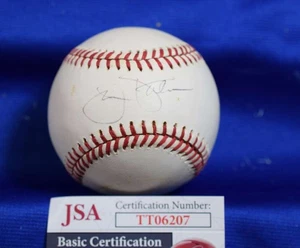 JSA
Certification Number:
TT06207
Basic Certification